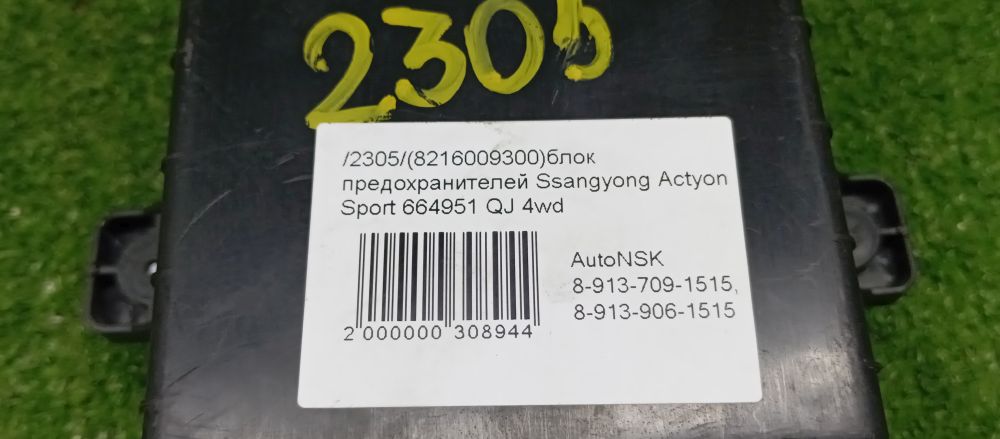 2305
/2305/(8216009300)блок
предохранителей Ssangyong Actyon
Sport 664951 QJ 4wd
AutoNSK
8-913-709-1515,
8-913-906-1515
2 000000 308944